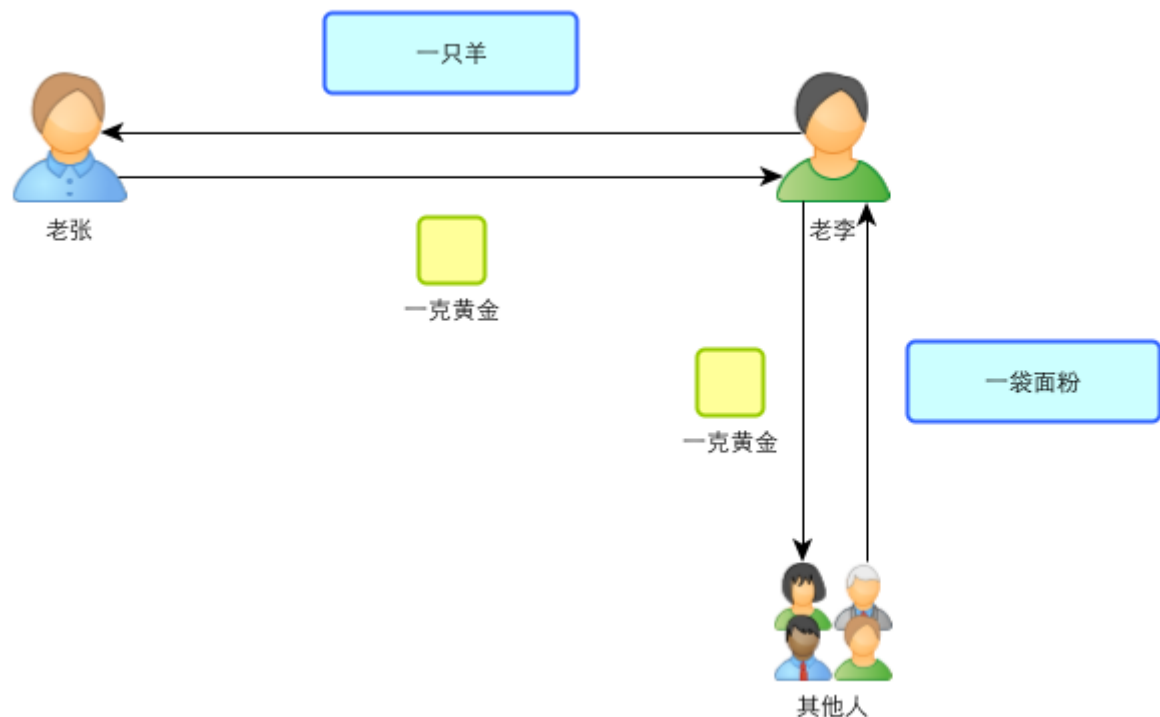 一只羊
老张
老李
一克黄金
一克黄金
一袋面粉
其他人